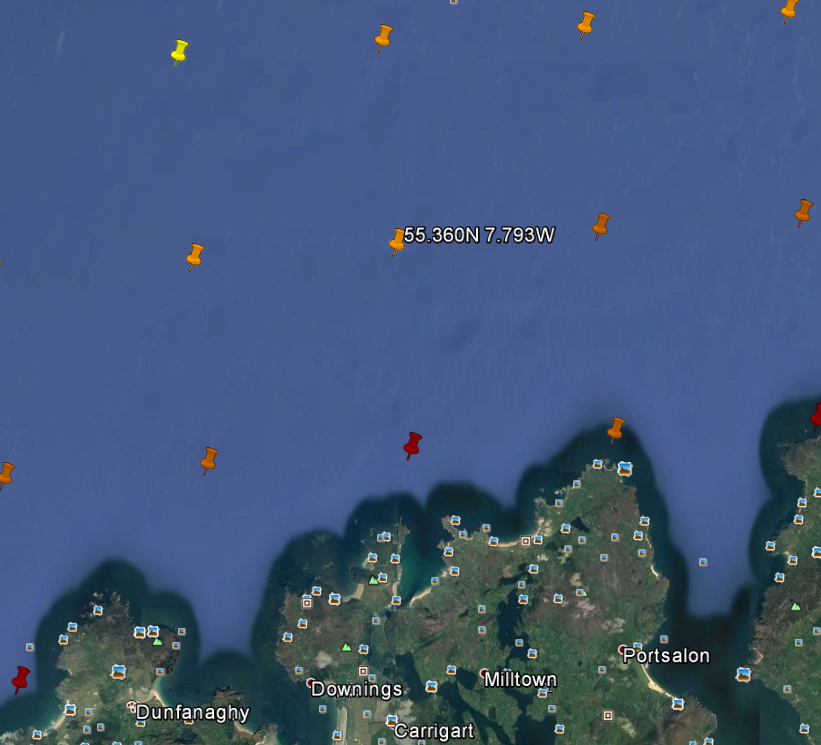 55.360N 7.793W
Portsalon
Milltown
Downings
Dunfanaghy
Carrigart